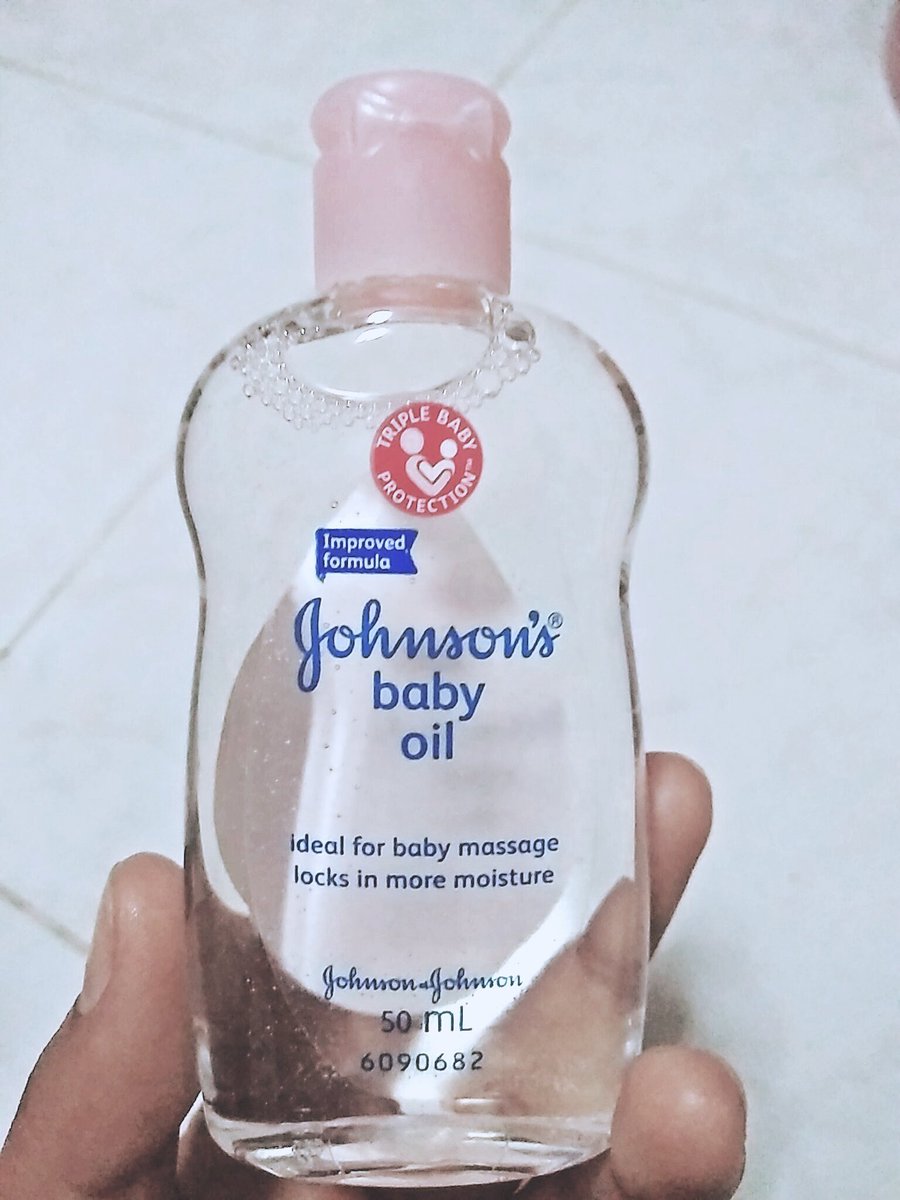 TRIPLE BABY
PROTECTION™
Improved
formula
Johnson's®
baby
oil
ideal for baby massage
locks in more moisture
Johnson & Johnson
50 mL
6090682